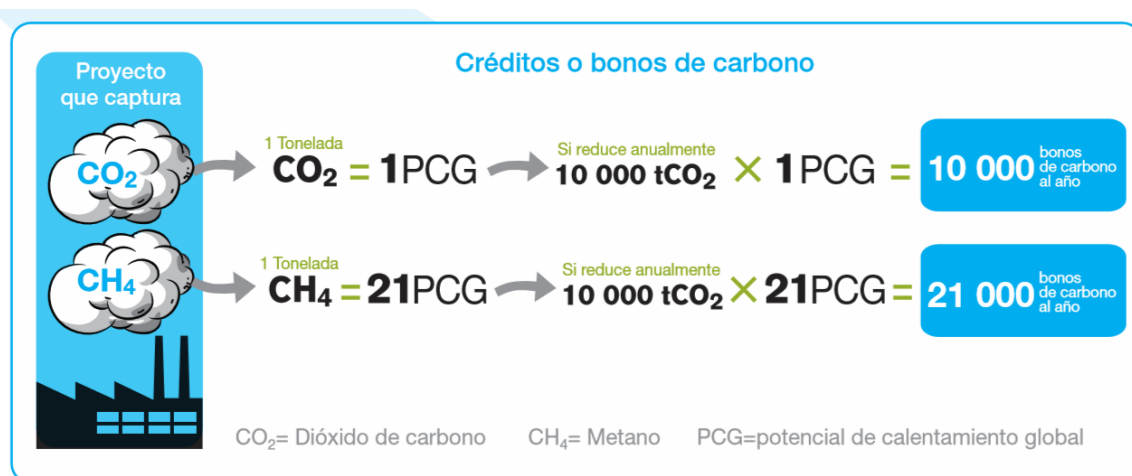 Créditos o bonos de carbono
Proyecto
que captura
CO₂
1 Tonelada
CO₂ = 1PCG
Si reduce anualmente
10 000 tCO₂ × 1PCG =
10 000 bonos
de carbono
al año
CH₄
1 Tonelada
CH₄ = 21PCG
Si reduce anualmente
10 000 tCO₂ × 21PCG =
21 000 bonos
de carbono
al año
CO₂= Dióxido de carbono CH₄= Metano PCG=potencial de calentamiento global